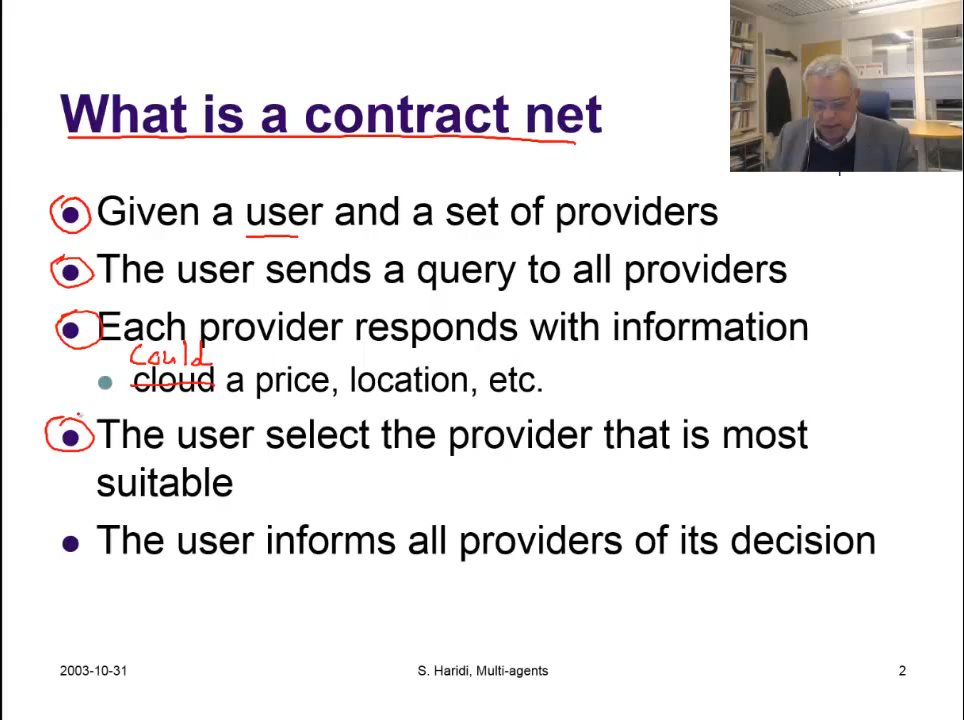 What is a contract net
Given a user and a set of providers
The user sends a query to all providers
Each provider responds with information
could
cloud a price, location, etc.
The user select the provider that is most
suitable
The user informs all providers of its decision
2003-10-31
S. Haridi, Multi-agents
2